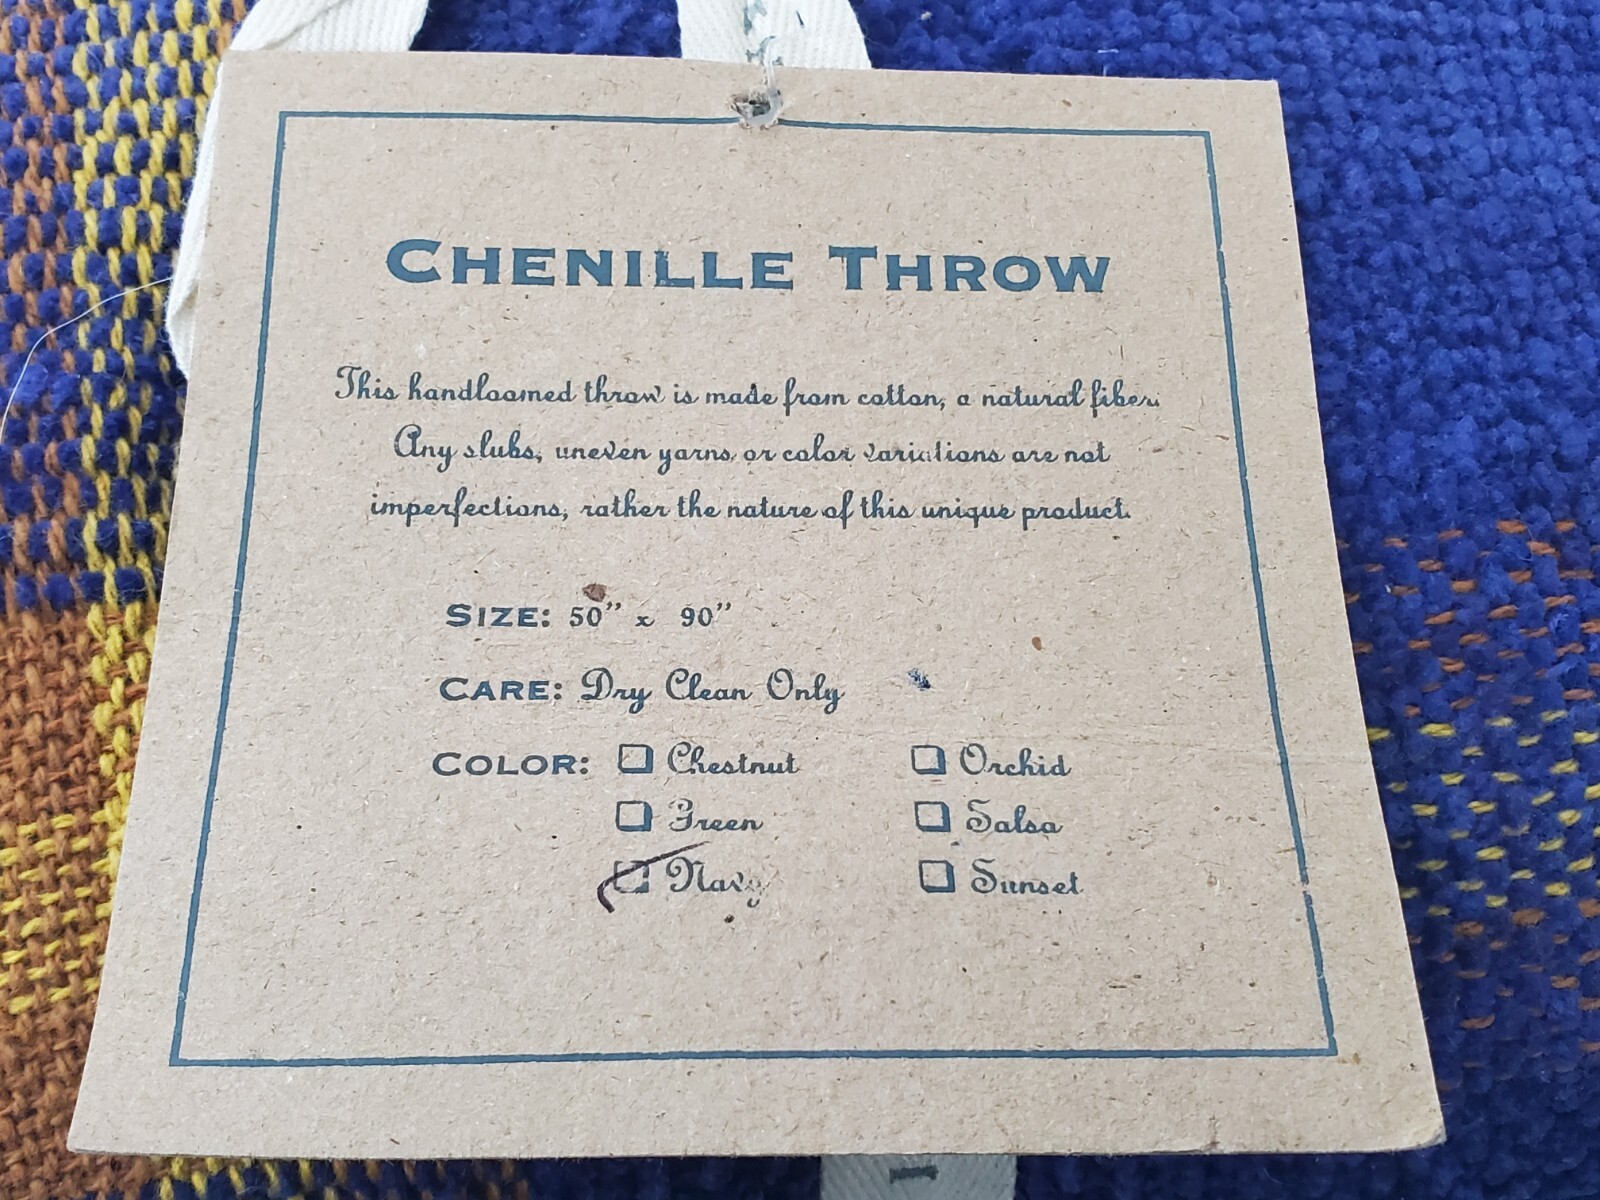 CHENILLE THROW
This handloomed throw is made from cotton, a natural fiber.
Any slubs, uneven yarns or color variations are not
imperfections, rather the nature of this unique product.
SIZE: 50” x 90”
CARE: Dry Clean Only
COLOR: ☐ Chestnut ☐ Orchid
☐ Green ☐ Salsa
☑ Navy ☐ Sunset